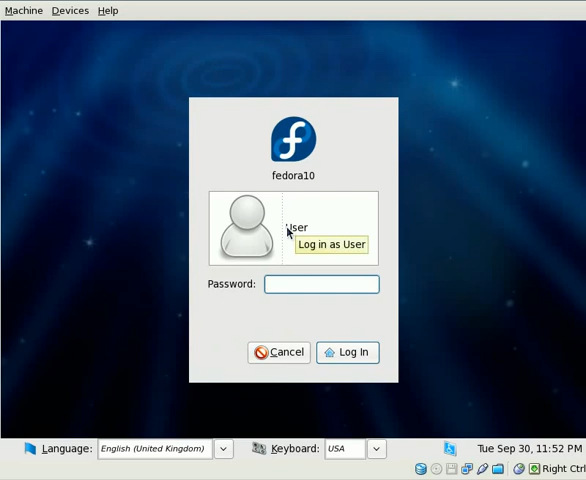 Machine Devices Help
fedora10
User
Log in as User
Password:
Cancel Log In
Language: English (United Kingdom) Keyboard: USA Tue Sep 30, 11:52 PM
Right Ctrl